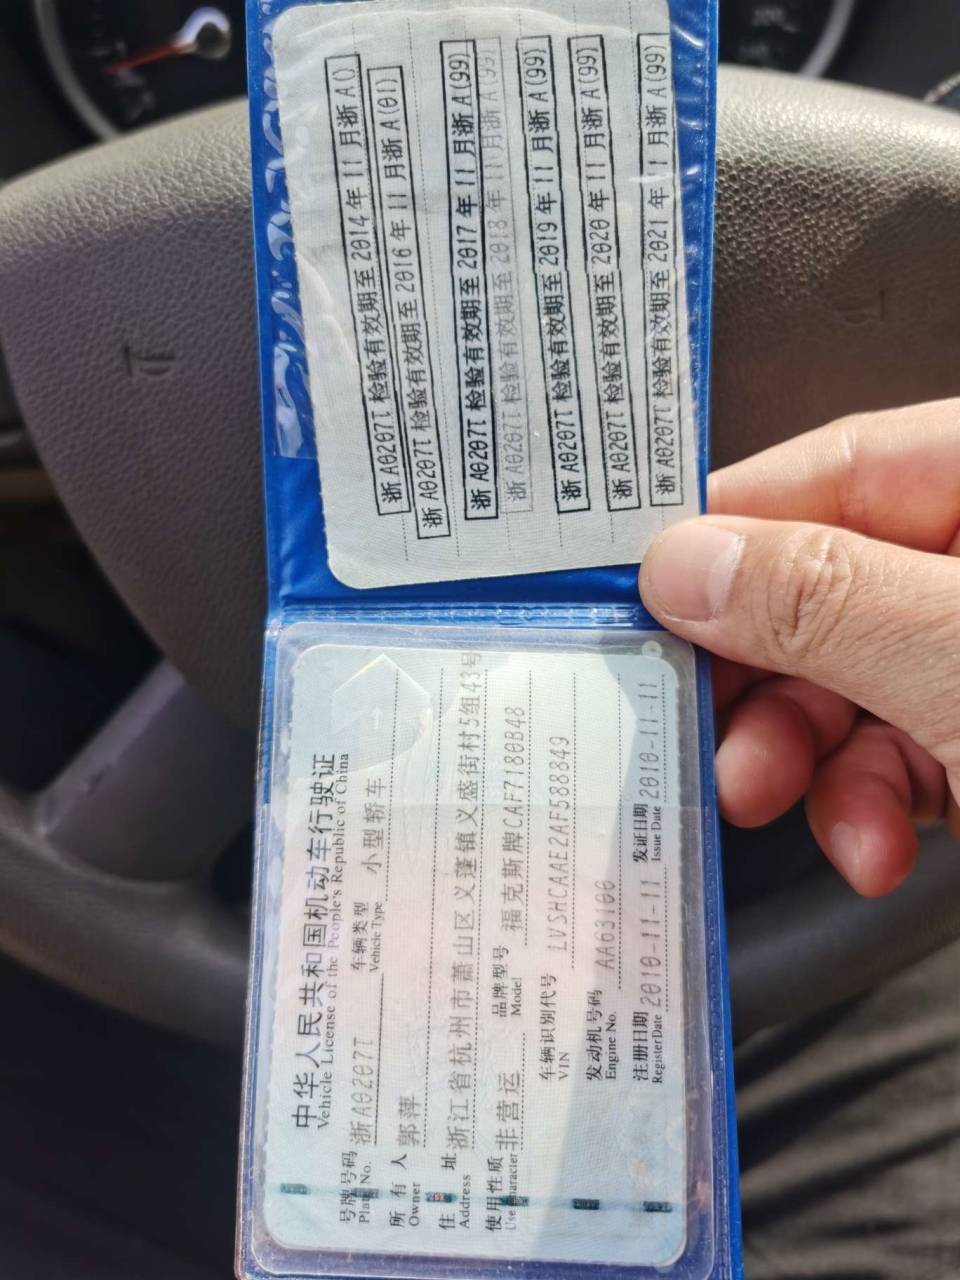 浙A0207T 检验有效期至2014年11月浙A()
浙A0207T 检验有效期至2016年11月浙A(01)
浙A0207T 检验有效期至2017年11月浙A(99)
浙A0207T 检验有效期至2018年11月浙A(99)
浙A0207T 检验有效期至2019年11月浙A(99)
浙A0207T 检验有效期至2020年11月浙A(99)
浙A0207T 检验有效期至2021年11月浙A(99)
中华人民共和国机动车行驶证
Vehicle License of the People's Republic of China
号牌号码 浙A0207T 车辆类型 小型轿车
Plate No. Vehicle Type
所有人 郭萍
Owner
住址 浙江省杭州市萧山区义蓬镇义盛街村5组43号
Address
使用性质 非营运 品牌型号 福克斯牌CAF7180B48
Use Character Model
车辆识别代号 LVSHCAAE2AF588849
VIN
发动机号码 AA63100
Engine No.
注册日期 2010-11-11 发证日期 2010-11-11
Register Date Issue Date